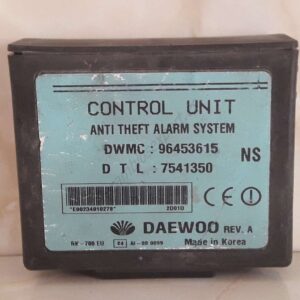 CONTROL UNIT
ANTI THEFT ALARM SYSTEM
DWMC : 96453615
D T L : 7541350
NS
DAEWOO REV. A
Made in Korea